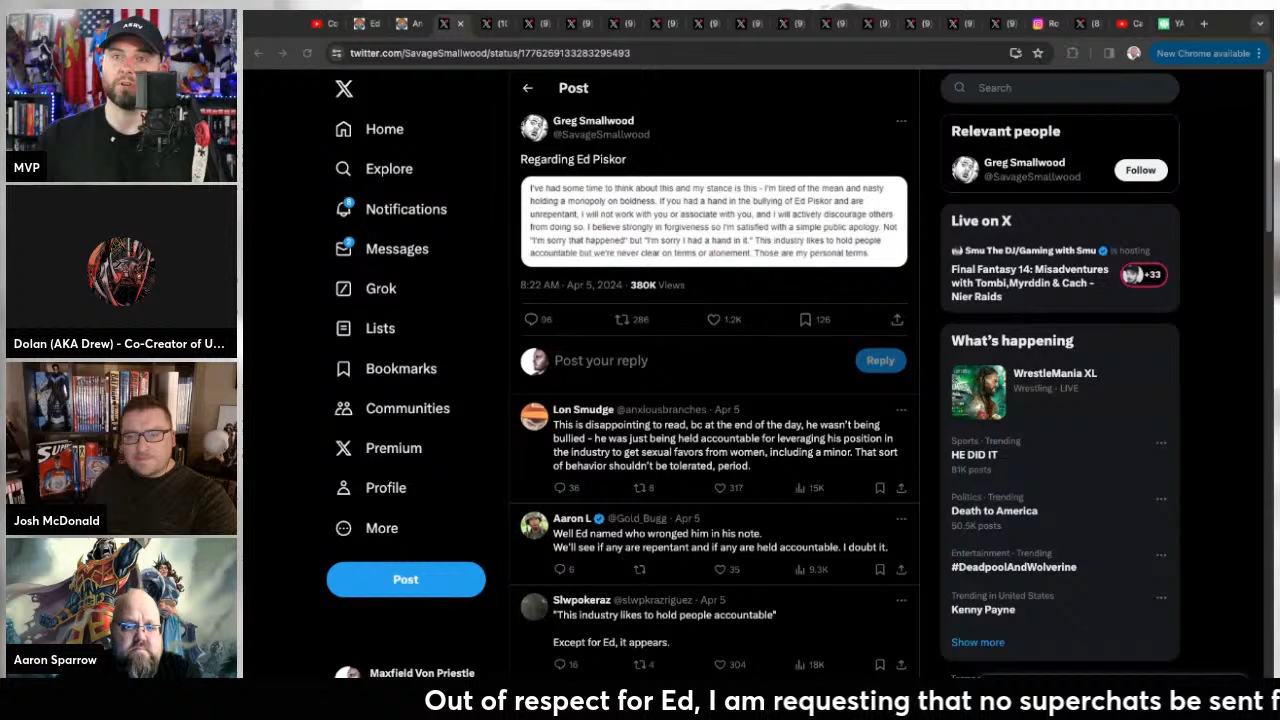 ASRV
MVP
Dolan (AKA Drew) - Co-Creator of U...
SUPER
Josh McDonald
Aaron Sparrow
Ed
New Chrome available
twitter.com/SavageSmallwood/status/1776259133283295493
Home
Explore
Notifications
Messages
Grok
Lists
Bookmarks
Communities
Premium
Profile
More
Post
Maxfield Von Priestle
Post
Greg Smallwood
@SavageSmallwood
Regarding Ed Piskor
I've had some time to think about this and my stance is this - I'm tired of the mean and nasty
holding a monopoly on boldness. If you had a hand in the bullying of Ed Piskor and are
unrepentant, I will not work with you or associate with you, and I will actively discourage others
from doing so. I believe strongly in forgiveness so I'm satisfied with a simple public apology. Not
"I'm sorry that happened" but "I'm sorry I had a hand in it." This industry likes to hold people
accountable but we're never clear on terms or atonement. Those are my personal terms.
8:22 AM · Apr 5, 2024 · 380K Views
96 286 1.2K 126
Post your reply
Reply
Lon Smudge @anxiousbranches · Apr 5
This is disappointing to read, bc at the end of the day, he wasn't being
bullied - he was just being held accountable for leveraging his position in
the industry to get sexual favors from women, including a minor. That sort
of behavior shouldn't be tolerated, period.
36 8 317 15K
Aaron L @Gold_Bugg · Apr 5
Well Ed named who wronged him in his note.
We'll see if any are repentant and if any are held accountable. I doubt it.
6 35 9.3K
Slwpokeraz @slwpkrazriguez · Apr 5
"This industry likes to hold people accountable"
Except for Ed, it appears.
16 4 304 18K
Search
Relevant people
Greg Smallwood
@SavageSmallwood
Follow
Live on X
Smu The DJ/Gaming with Smu is hosting
Final Fantasy 14: Misadventures
with Tombi,Myrddin & Cach -
Nier Raids
+33
What's happening
WrestleMania XL
Wrestling · LIVE
Sports · Trending
HE DID IT
81K posts
Politics · Trending
Death to America
50.5K posts
Entertainment · Trending
#DeadpoolAndWolverine
Trending in United States
Kenny Payne
Show more
Out of respect for Ed, I am requesting that no superchats be sent f